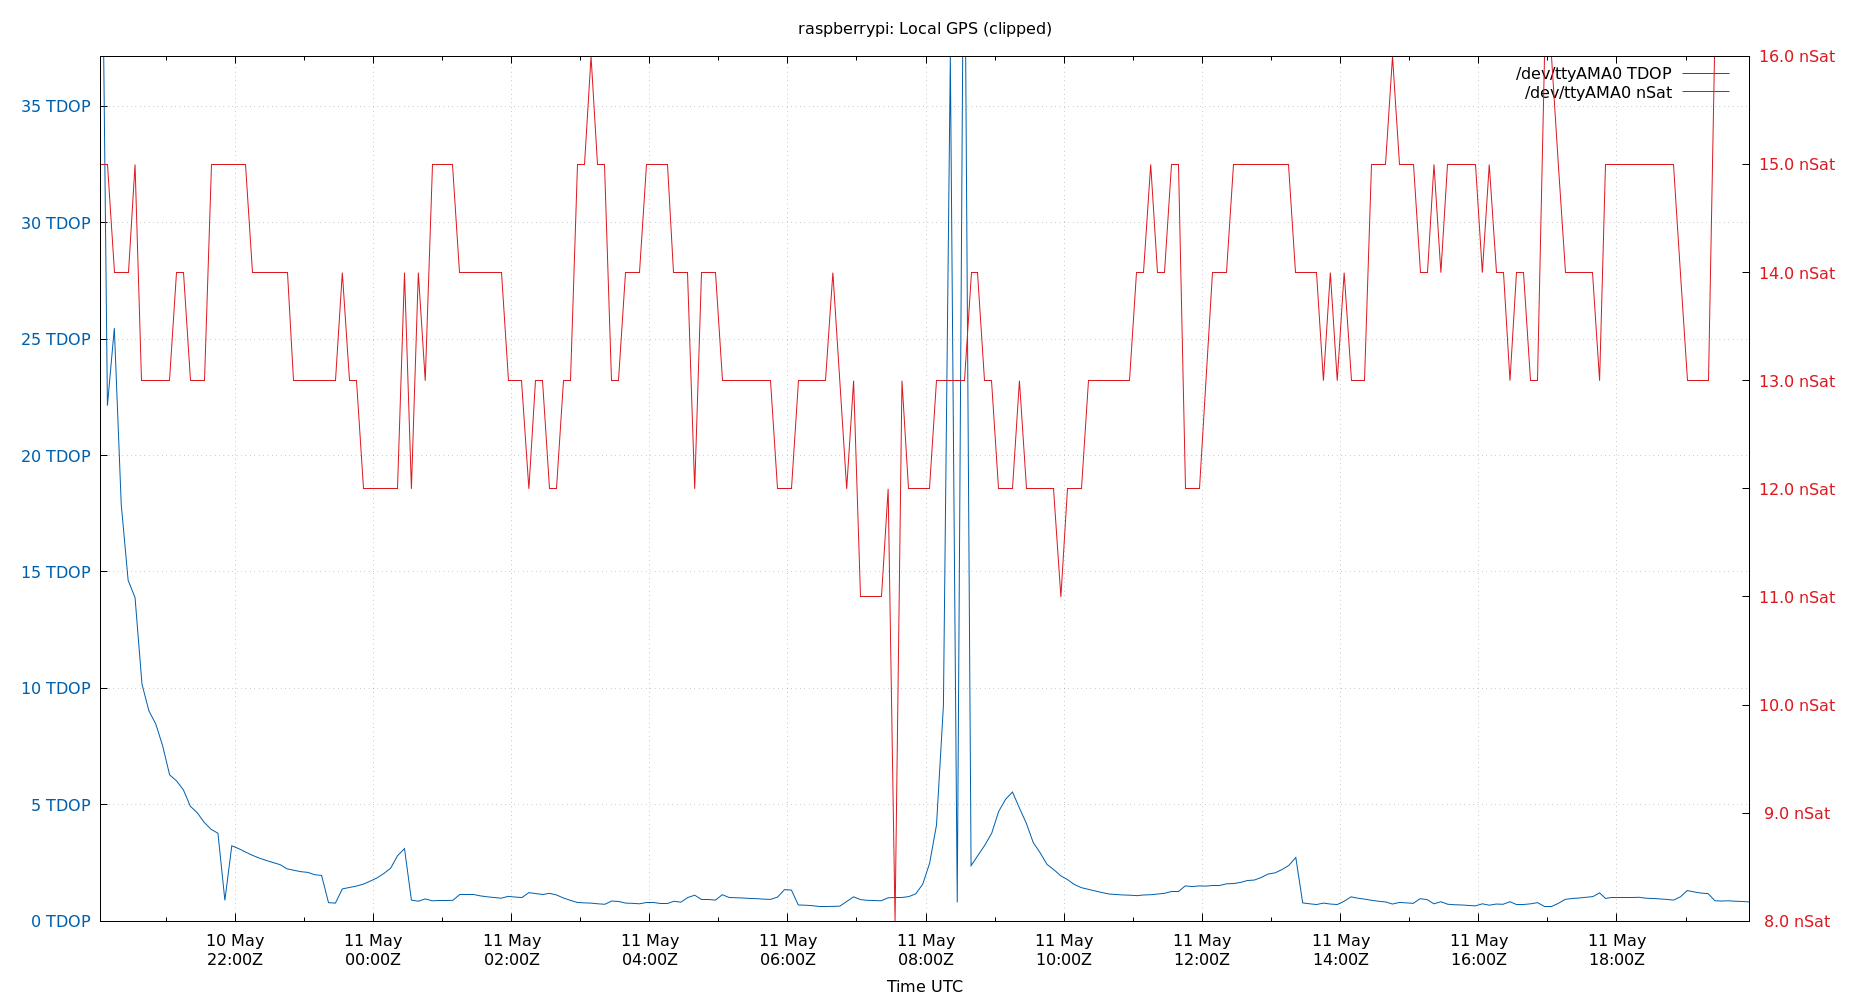 raspberrypi: Local GPS (clipped)
/dev/ttyAMA0 TDOP
/dev/ttyAMA0 nSat
35 TDOP
30 TDOP
25 TDOP
20 TDOP
15 TDOP
10 TDOP
5 TDOP
0 TDOP
16.0 nSat
15.0 nSat
14.0 nSat
13.0 nSat
12.0 nSat
11.0 nSat
10.0 nSat
9.0 nSat
8.0 nSat
10 May
22:00Z
11 May
00:00Z
11 May
02:00Z
11 May
04:00Z
11 May
06:00Z
11 May
08:00Z
11 May
10:00Z
11 May
12:00Z
11 May
14:00Z
11 May
16:00Z
11 May
18:00Z
Time UTC